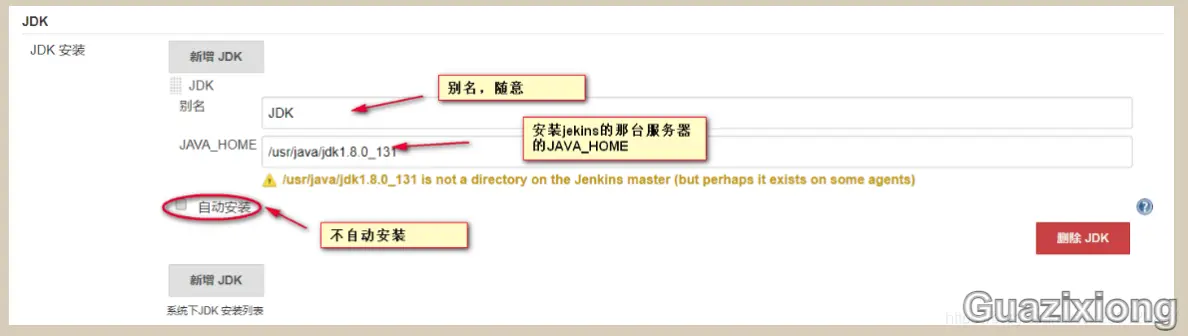 JDK
JDK 安装
新增 JDK
JDK
别名，随意
别名
JDK
安装jekins的那台服务器
的JAVA_HOME
JAVA_HOME
/usr/java/jdk1.8.0_131
/usr/java/jdk1.8.0_131 is not a directory on the Jenkins master (but perhaps it exists on some agents)
自动安装
不自动安装
删除 JDK
新增 JDK
系统下JDK 安装列表
Guazixiong